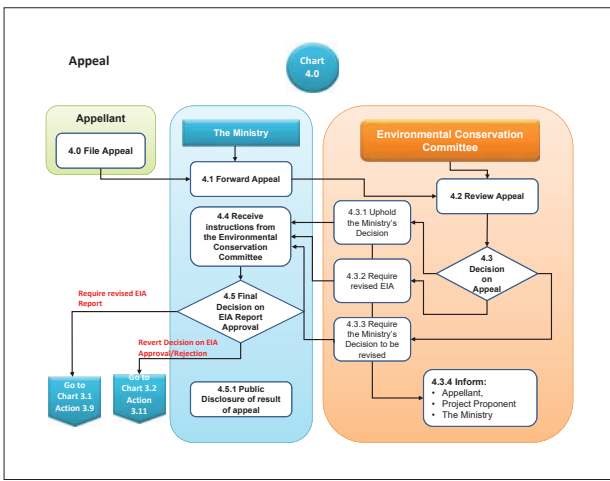 Appeal
Chart
4.0
Appellant
4.0 File Appeal
The Ministry
4.1 Forward Appeal
4.4 Receive
instructions from
the Environmental
Conservation
Committee
4.5 Final
Decision on
EIA Report
Approval
4.5.1 Public
Disclosure of result
of appeal
Environmental Conservation
Committee
4.2 Review Appeal
4.3
Decision
on
Appeal
4.3.1 Uphold
the Ministry's
Decision
4.3.2 Require
revised EIA
4.3.3 Require
the Ministry's
Decision to be
revised
4.3.4 Inform:
• Appellant,
• Project Proponent
• The Ministry
Require revised EIA
Report
Revert Decision on EIA
Approval/Rejection
Go to
Chart 3.1
Action 3.9
Go to
Chart 3.2
Action
3.11